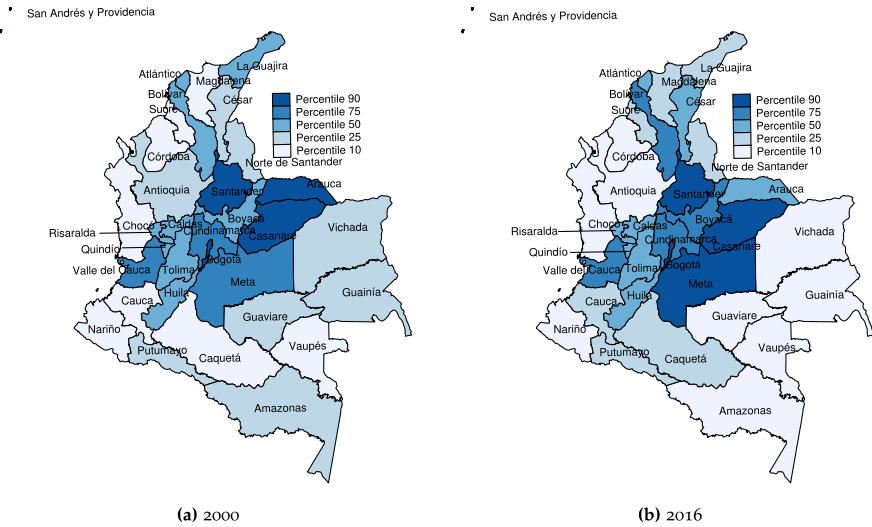 San Andrés y Providencia
La Guajira
Atlántico
Magdalena
Bolívar
César
Sucre
Percentile 90
Percentile 75
Percentile 50
Percentile 25
Percentile 10
Córdoba
Norte de Santander
Antioquia
Santander
Arauca
Chocó
Caldas
Boyacá
Risaralda
Cundinamarca
Casanare
Vichada
Quindío
Bogotá
Valle del Cauca
Tolima
Meta
Huila
Guainía
Cauca
Guaviare
Nariño
Putumayo
Caquetá
Vaupés
Amazonas
(a) 2000
San Andrés y Providencia
La Guajira
Atlántico
Magdalena
Bolívar
César
Sucre
Percentile 90
Percentile 75
Percentile 50
Percentile 25
Percentile 10
Córdoba
Norte de Santander
Antioquia
Santander
Arauca
Chocó
Caldas
Boyacá
Risaralda
Cundinamarca
Casanare
Vichada
Quindío
Bogotá
Valle del Cauca
Tolima
Meta
Huila
Guainía
Cauca
Guaviare
Nariño
Putumayo
Caquetá
Vaupés
Amazonas
(b) 2016